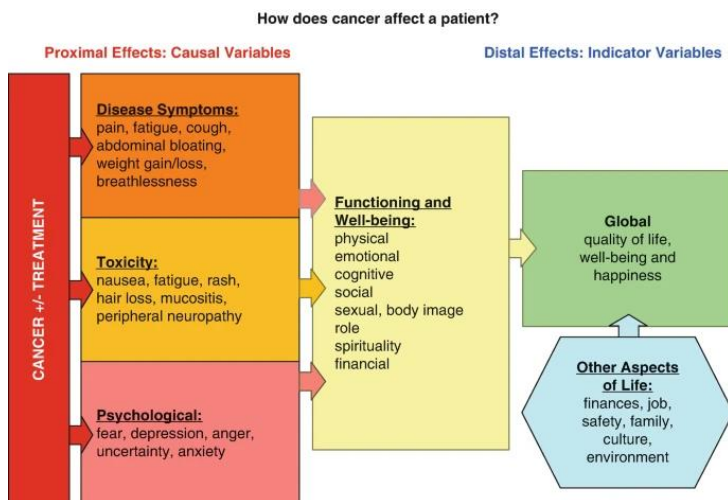 How does cancer affect a patient?
Proximal Effects: Causal Variables
Distal Effects: Indicator Variables
CANCER +/- TREATMENT
Disease Symptoms:
pain, fatigue, cough,
abdominal bloating,
weight gain/loss,
breathlessness
Toxicity:
nausea, fatigue, rash,
hair loss, mucositis,
peripheral neuropathy
Psychological:
fear, depression, anger,
uncertainty, anxiety
Functioning and
Well-being:
physical
emotional
cognitive
social
sexual, body image
role
spirituality
financial
Global
quality of life,
well-being and
happiness
Other Aspects
of Life:
finances, job,
safety, family,
culture,
environment